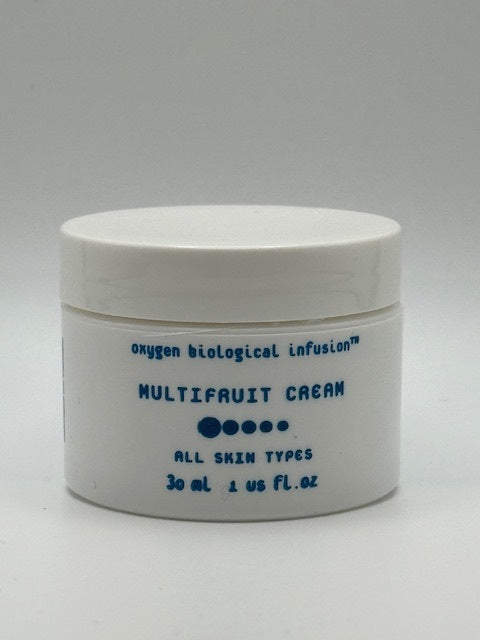 oxygen biological infusion™
MULTIFRUIT CREAM
ALL SKIN TYPES
30 ml 1 us fl.oz